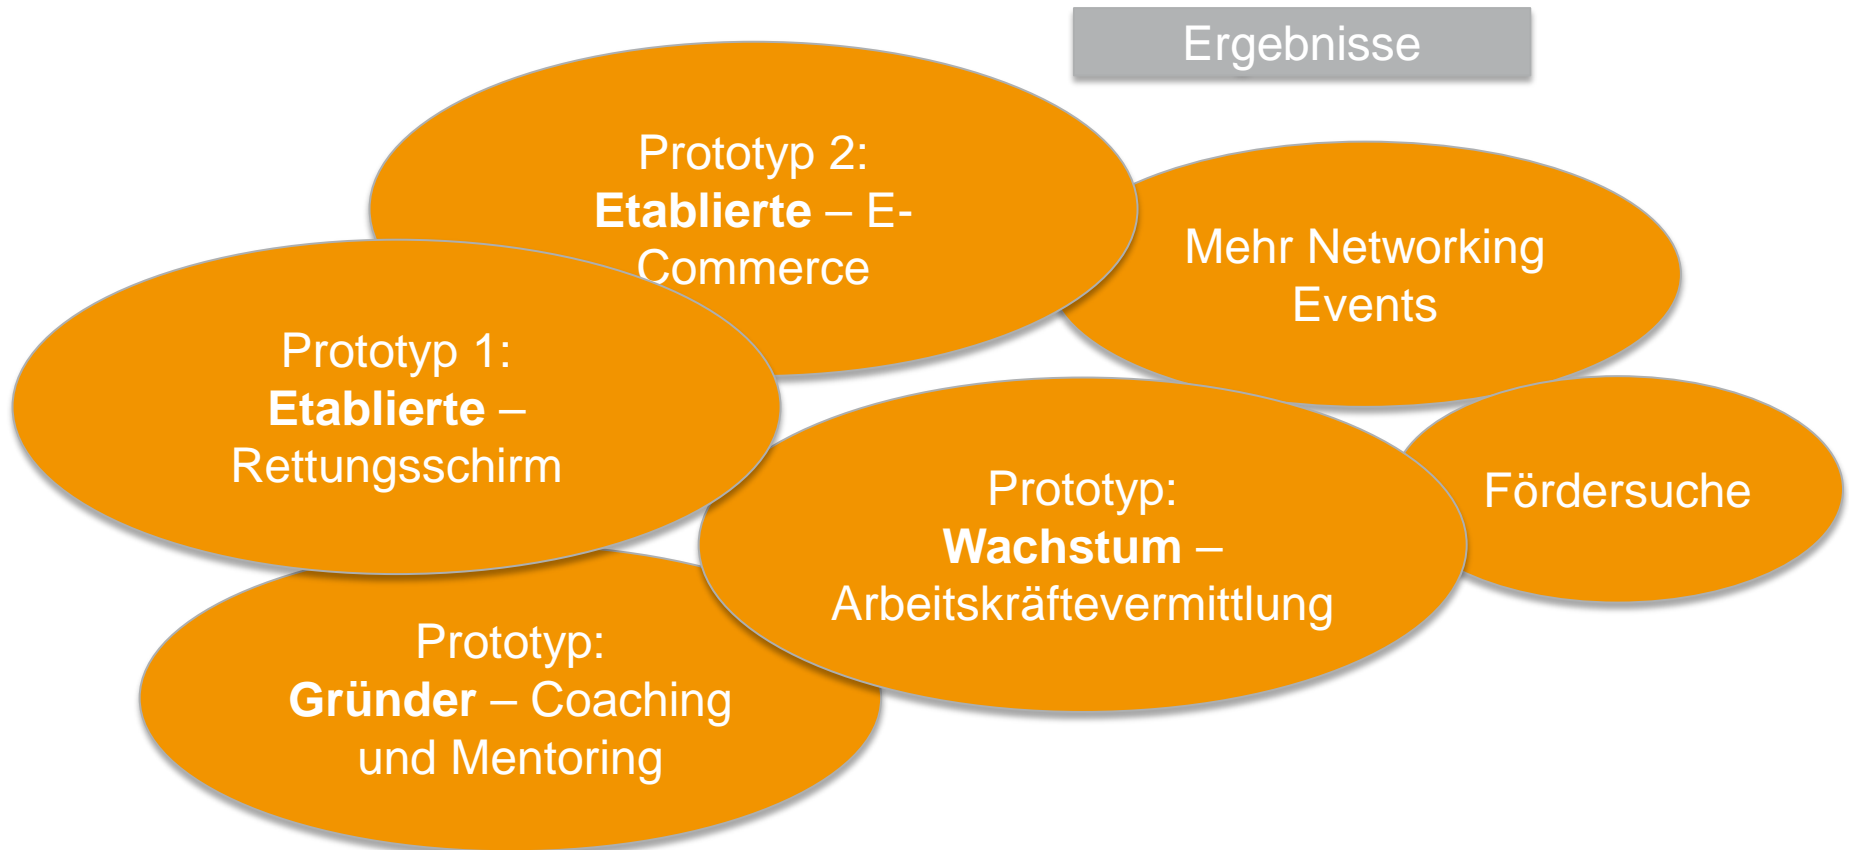 Ergebnisse
Prototyp 2:
Etablierte – E-
Commerce
Mehr Networking
Events
Prototyp 1:
Etablierte –
Rettungsschirm
Prototyp:
Wachstum –
Arbeitskräftevermittlung
Fördersuche
Prototyp:
Gründer – Coaching
und Mentoring